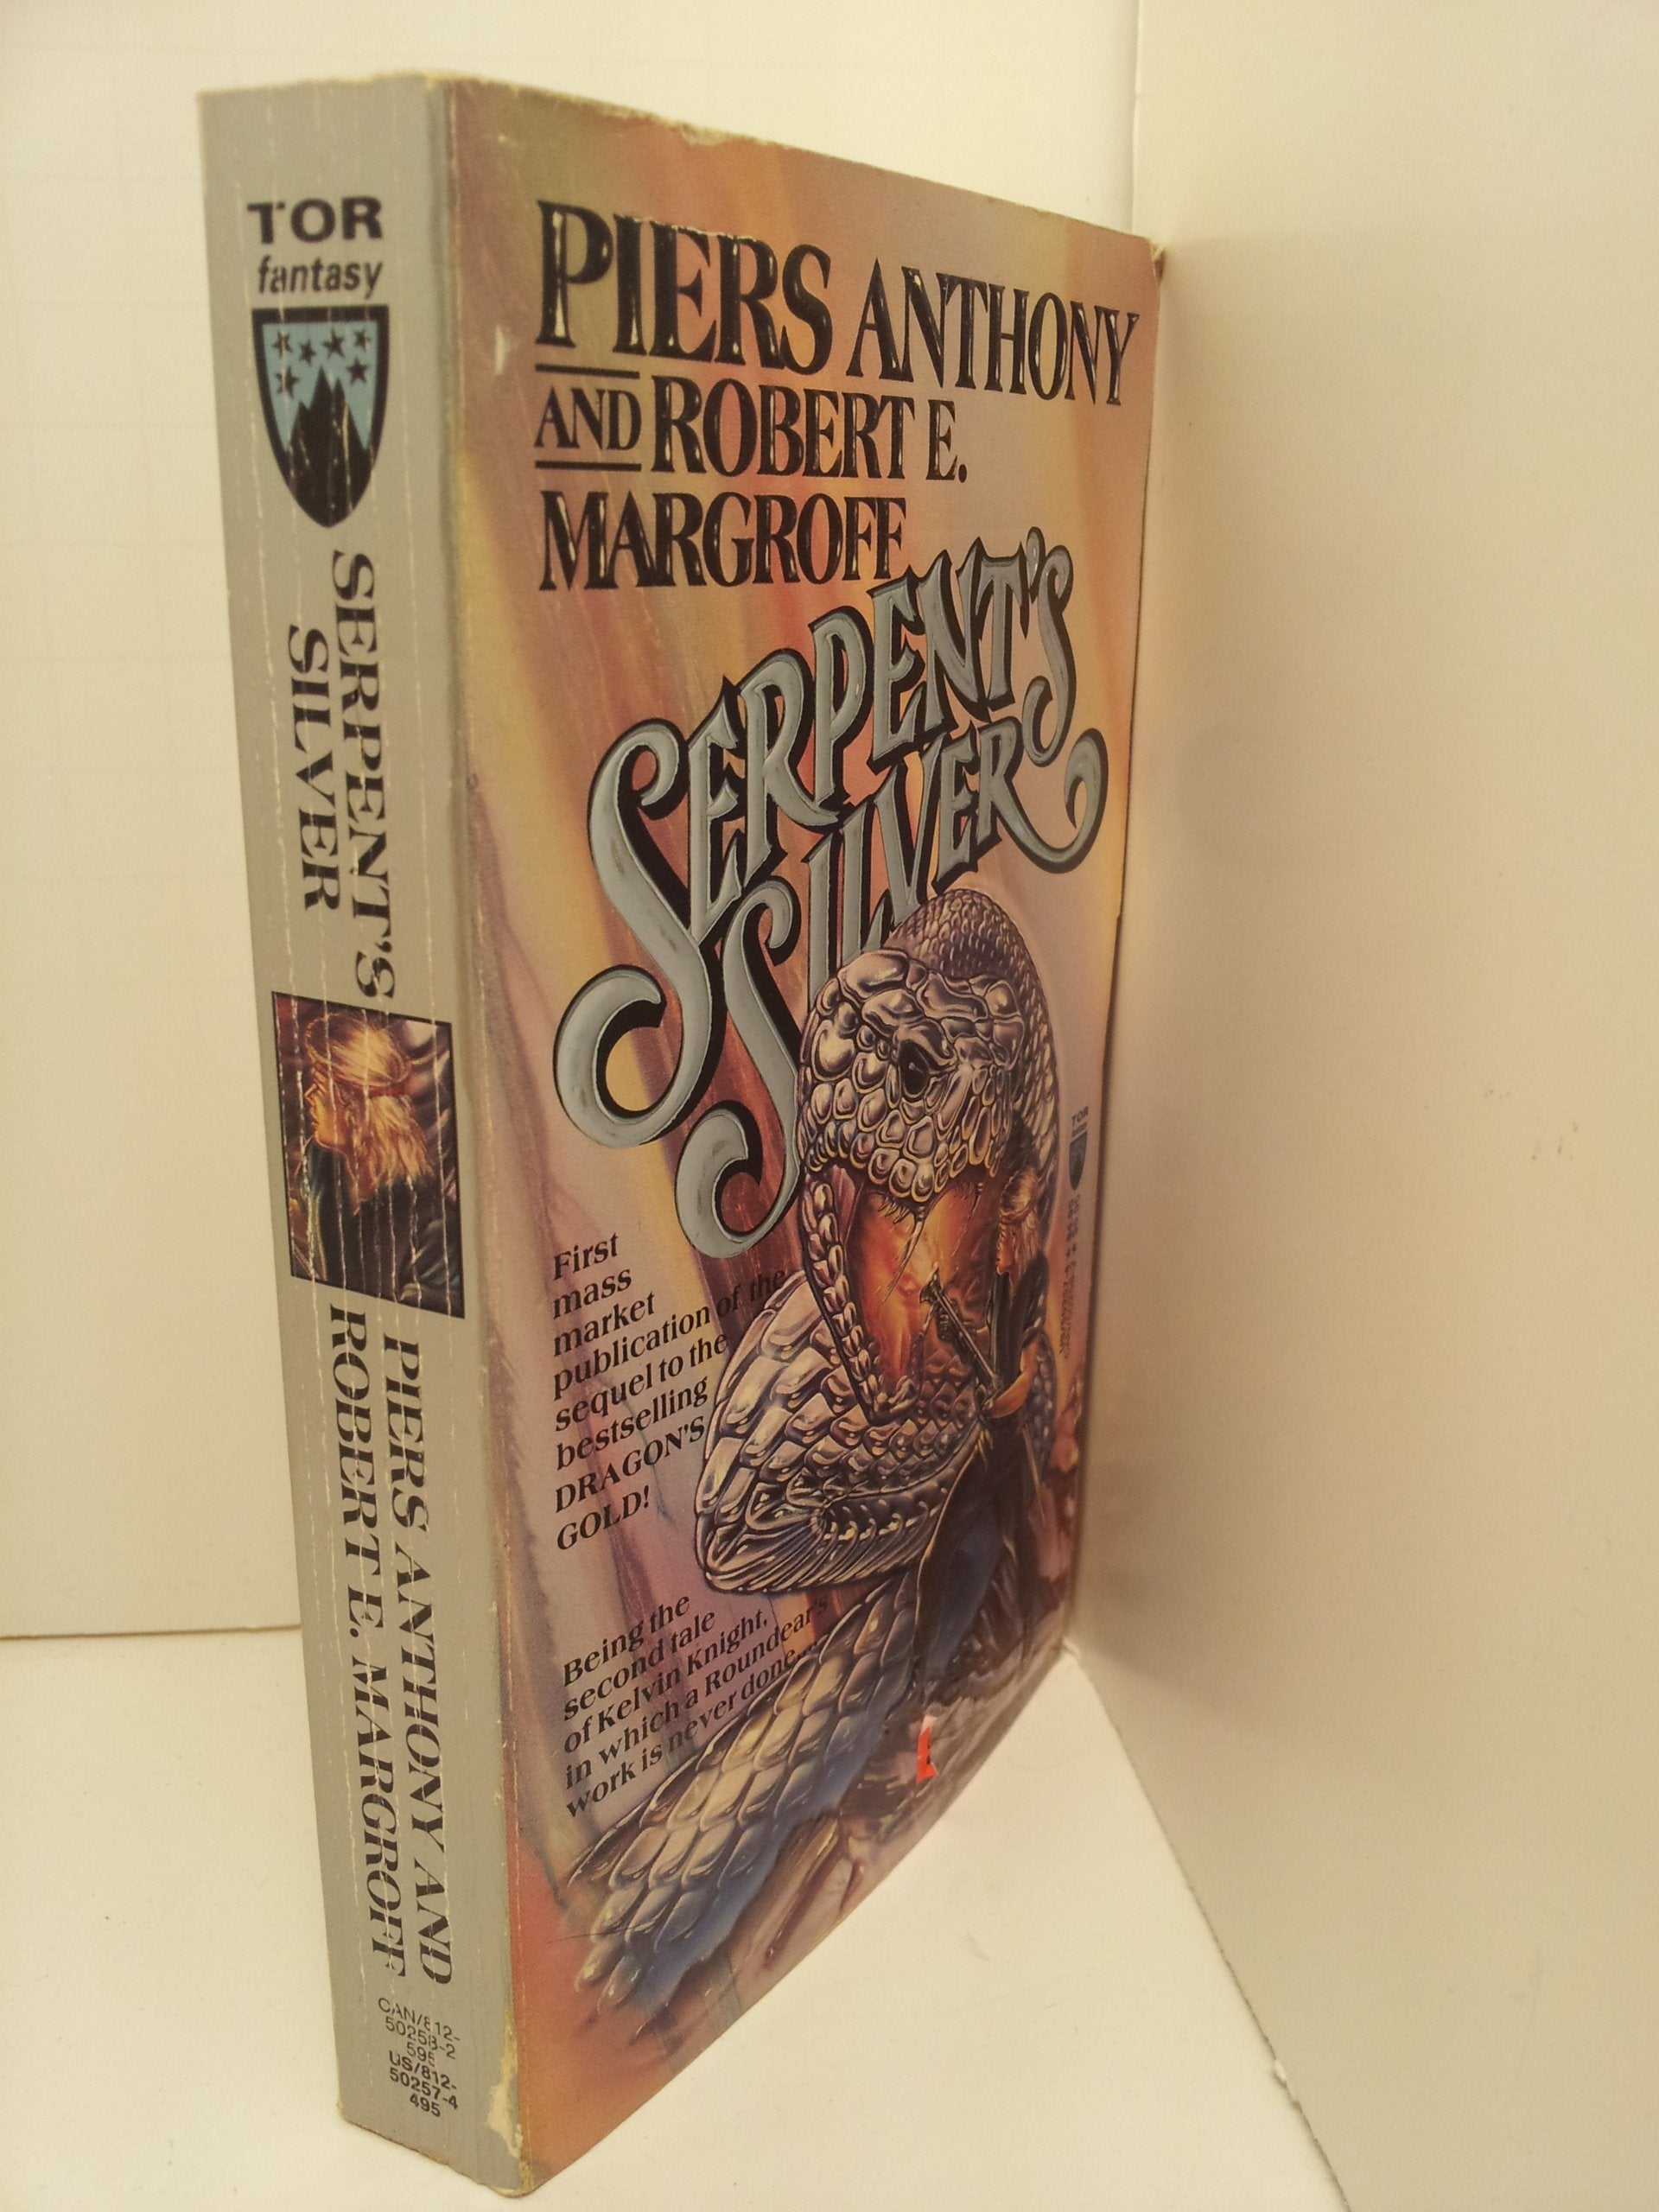 TOR
fantasy
SERPENT'S
SILVER
PIERS ANTHONY AND
ROBERT E. MARGROFF
CAN/812-
50258-2
595
US/812-
50257-4
495
PIERS ANTHONY
AND ROBERT E.
MARGROFF
SERPENT'S
SILVER
First
mass
market
publication of the
sequel to the
bestselling
DRAGON'S
GOLD!
Being the
second tale
of Kelvin Knight,
in which a Roundear's
work is never done...
TOR